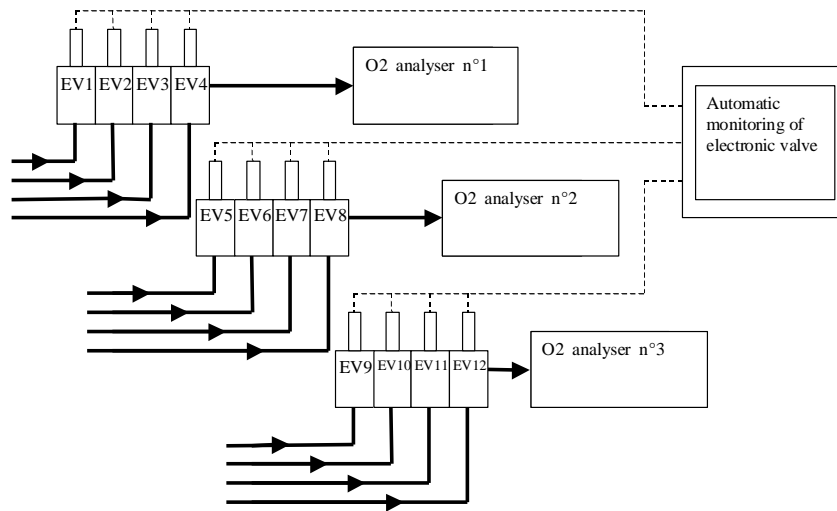 EV1 EV2 EV3 EV4
O2 analyser n°1
Automatic
monitoring of
electronic valve
EV5 EV6 EV7 EV8
O2 analyser n°2
EV9 EV10 EV11 EV12
O2 analyser n°3